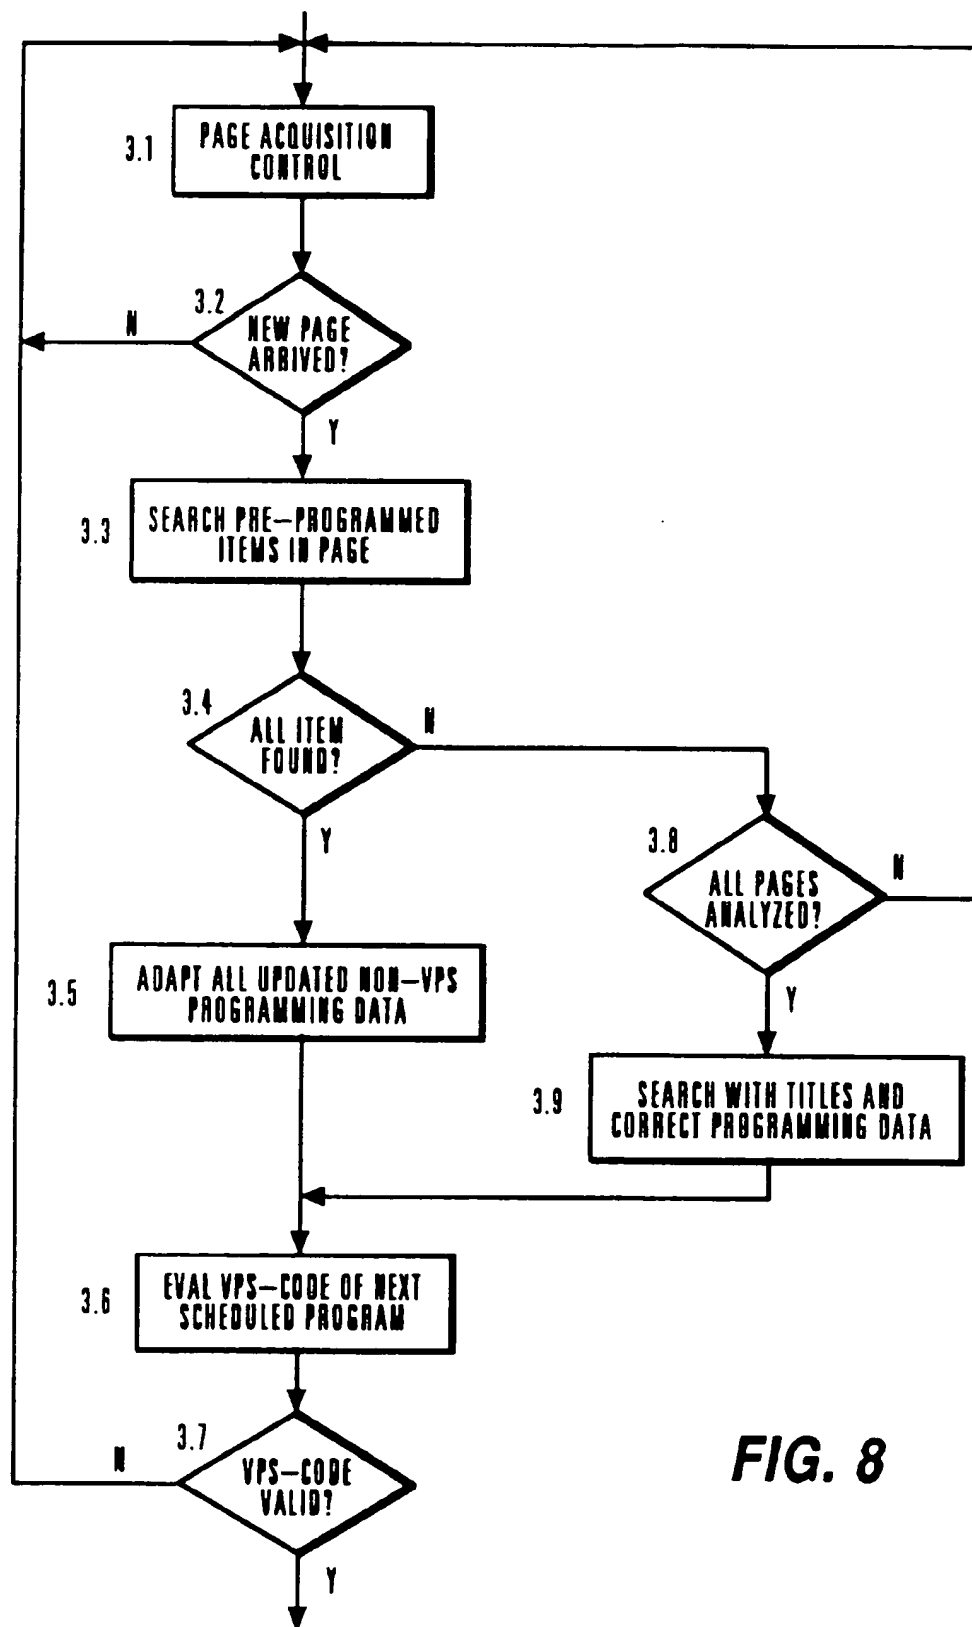 3.1
PAGE ACQUISITION
CONTROL
3.2
NEW PAGE
ARRIVED?
N
Y
3.3
SEARCH PRE-PROGRAMMED
ITEMS IN PAGE
3.4
ALL ITEM
FOUND?
N
Y
3.8
ALL PAGES
ANALYZED?
N
Y
3.5
ADAPT ALL UPDATED NON-VPS
PROGRAMMING DATA
3.9
SEARCH WITH TITLES AND
CORRECT PROGRAMMING DATA
3.6
EVAL VPS-CODE OF NEXT
SCHEDULED PROGRAM
3.7
VPS-CODE
VALID?
N
Y
FIG. 8